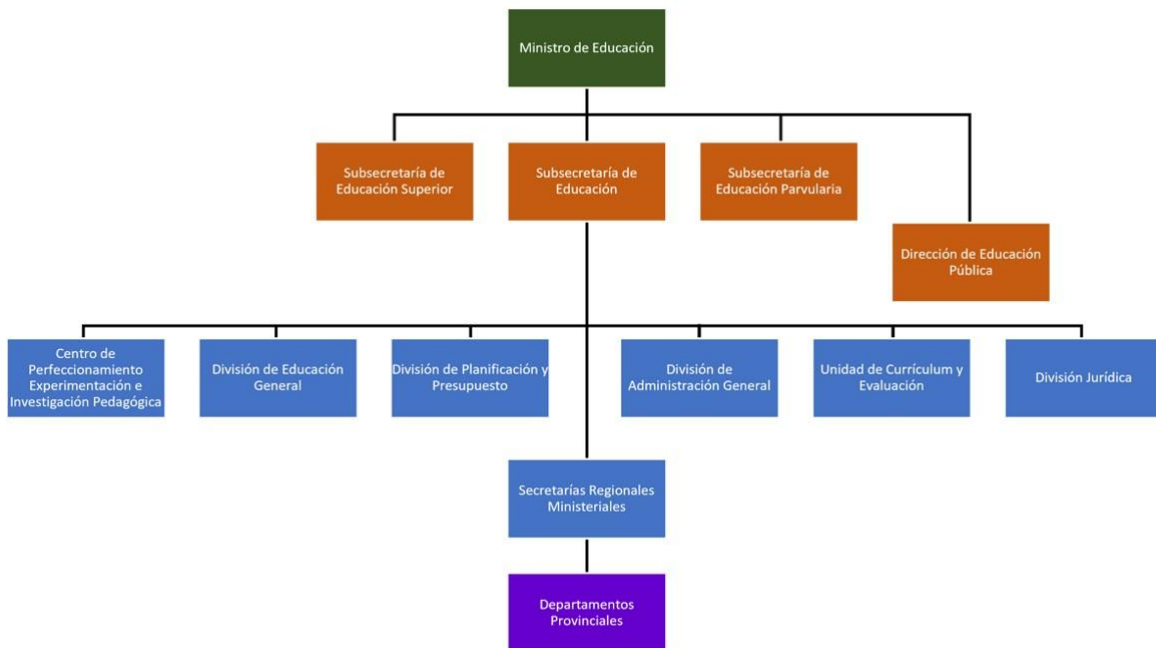 Ministro de Educación
Subsecretaría de
Educación Superior
Subsecretaría de
Educación
Subsecretaría de
Educación Parvularia
Dirección de Educación
Pública
Centro de
Perfeccionamiento
Experimentación e
Investigación Pedagógica
División de Educación
General
División de Planificación y
Presupuesto
División de
Administración General
Unidad de Currículum y
Evaluación
División Jurídica
Secretarías Regionales
Ministeriales
Departamentos
Provinciales